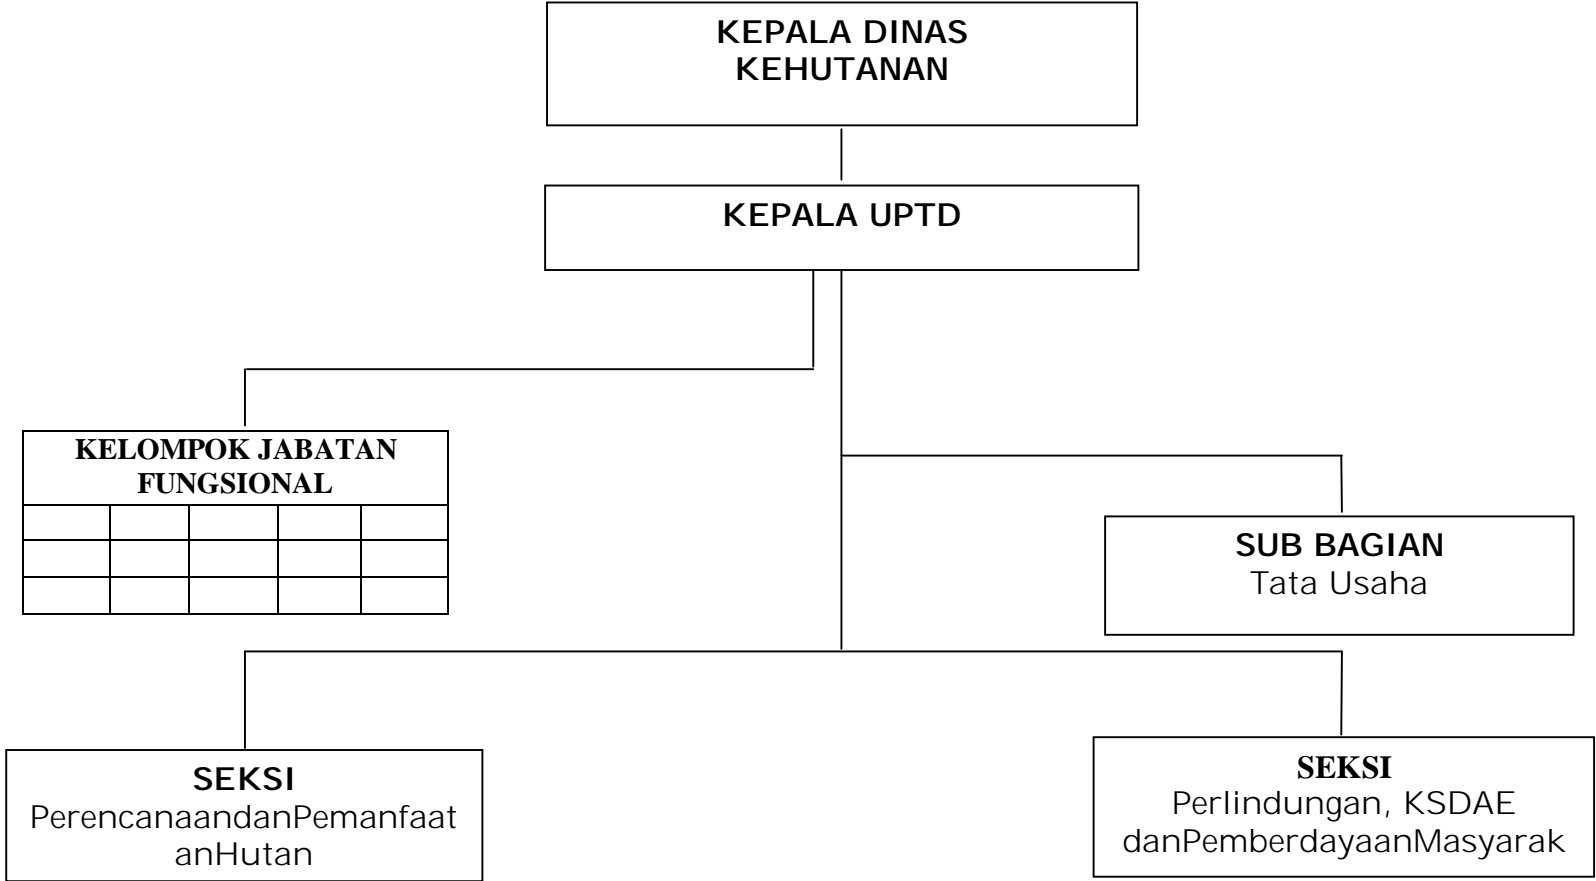 KEPALA DINAS
KEHUTANAN
KEPALA UPTD
KELOMPOK JABATAN
FUNGSIONAL
SUB BAGIAN
Tata Usaha
SEKSI
PerencanaandanPemanfaat
anHutan
SEKSI
Perlindungan, KSDAE
danPemberdayaanMasyarak